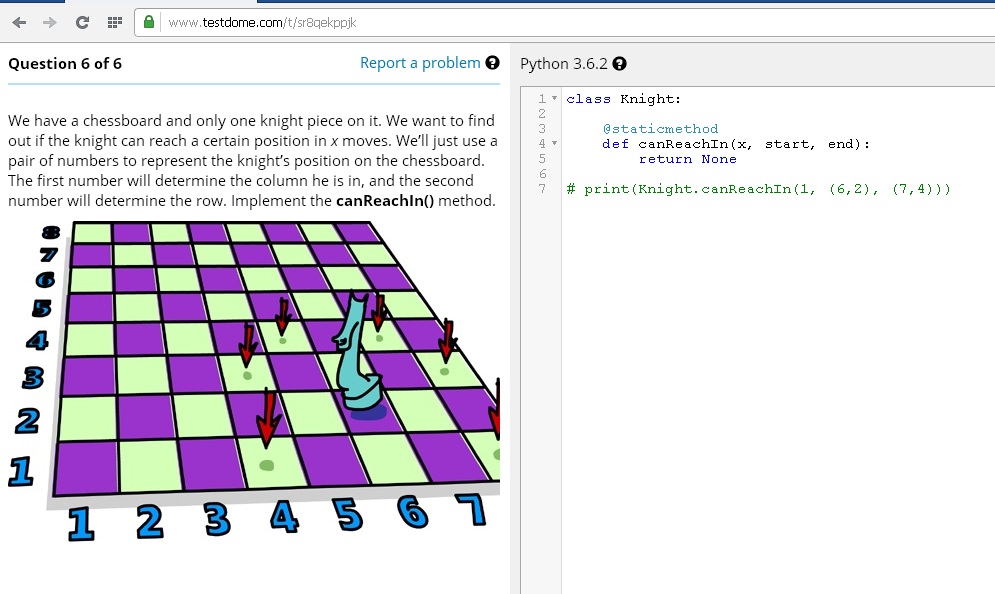 www.testdome.com/t/sr8qekppjk
Question 6 of 6
Report a problem ?
Python 3.6.2 ?
We have a chessboard and only one knight piece on it. We want to find
out if the knight can reach a certain position in x moves. We’ll just use a
pair of numbers to represent the knight’s position on the chessboard.
The first number will determine the column he is in, and the second
number will determine the row. Implement the canReachIn() method.
8
7
6
5
4
3
2
1
1 2 3 4 5 6 7
1 class Knight:
2
3 @staticmethod
4 def canReachIn(x, start, end):
5 return None
6
7 # print(Knight.canReachIn(1, (6,2), (7,4)))